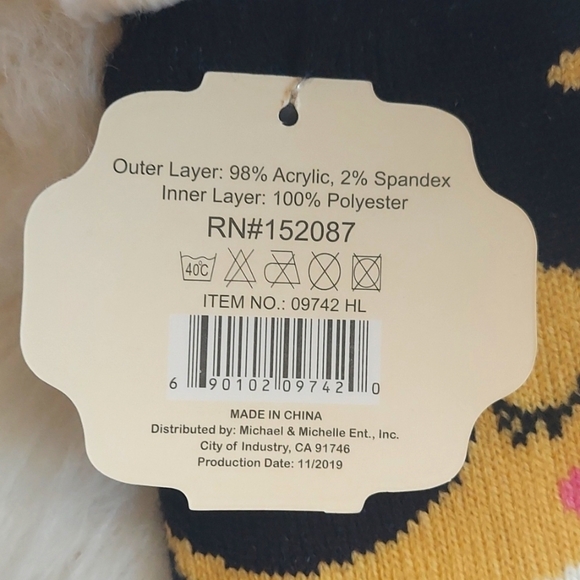 Outer Layer: 98% Acrylic, 2% Spandex
Inner Layer: 100% Polyester
RN#152087
40°C
ITEM NO.: 09742 HL
6 90102 09742 0
MADE IN CHINA
Distributed by: Michael & Michelle Ent., Inc.
City of Industry, CA 91746
Production Date: 11/2019